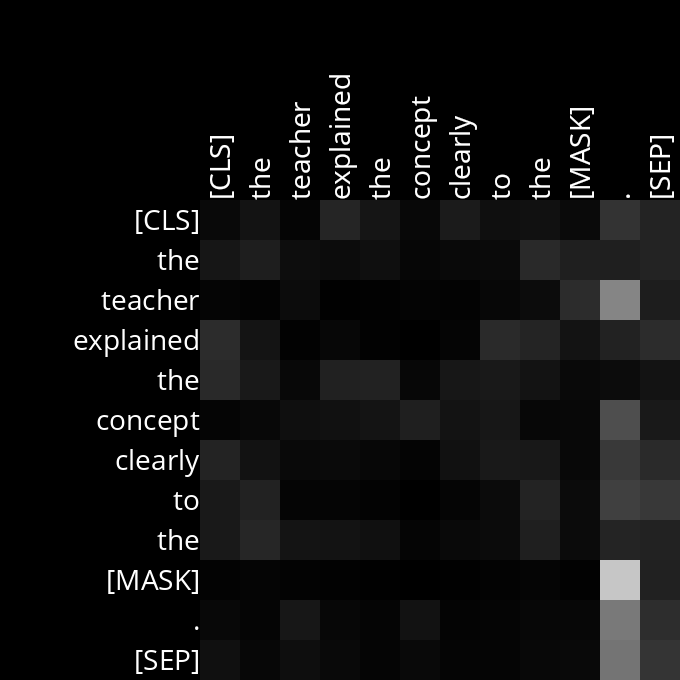 [CLS] the teacher explained the concept clearly to the [MASK] . [SEP]
[CLS]
the
teacher
explained
the
concept
clearly
to
the
[MASK]
.
[SEP]